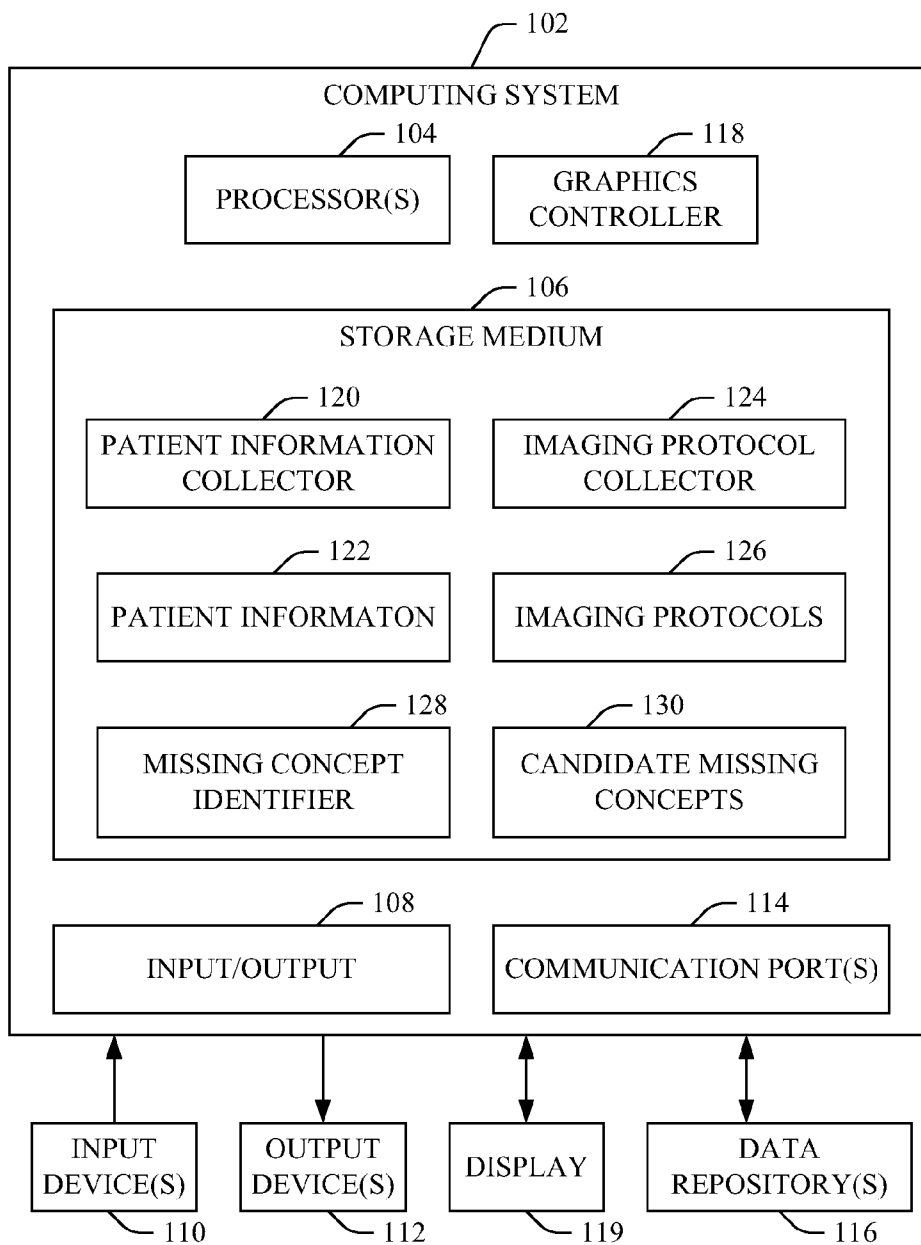 102
COMPUTING SYSTEM
104
118
PROCESSOR(S)
GRAPHICS
CONTROLLER
106
STORAGE MEDIUM
120
124
PATIENT INFORMATION
COLLECTOR
IMAGING PROTOCOL
COLLECTOR
122
126
PATIENT INFORMATON
IMAGING PROTOCOLS
128
130
MISSING CONCEPT
IDENTIFIER
CANDIDATE MISSING
CONCEPTS
108
114
INPUT/OUTPUT
COMMUNICATION PORT(S)
INPUT
DEVICE(S)
OUTPUT
DEVICE(S)
DISPLAY
DATA
REPOSITORY(S)
110
112
119
116